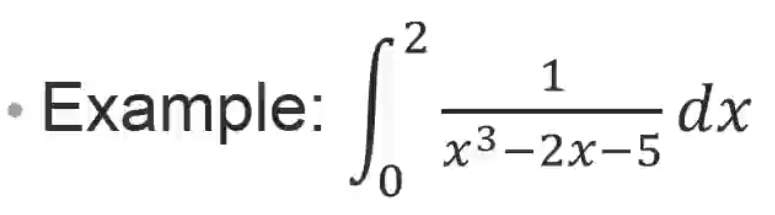 • Example: ∫₀² 1/(x³−2x−5) dx